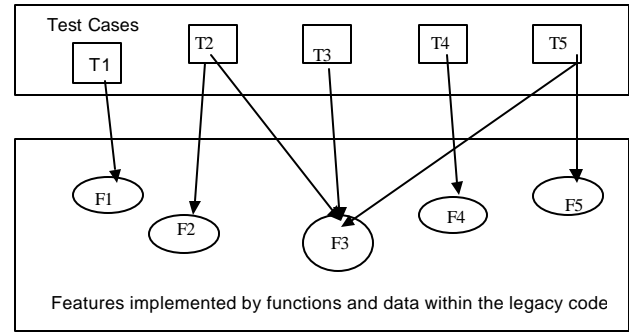 Test Cases
T1
T2
T3
T4
T5
F1
F2
F3
F4
F5
Features implemented by functions and data within the legacy code